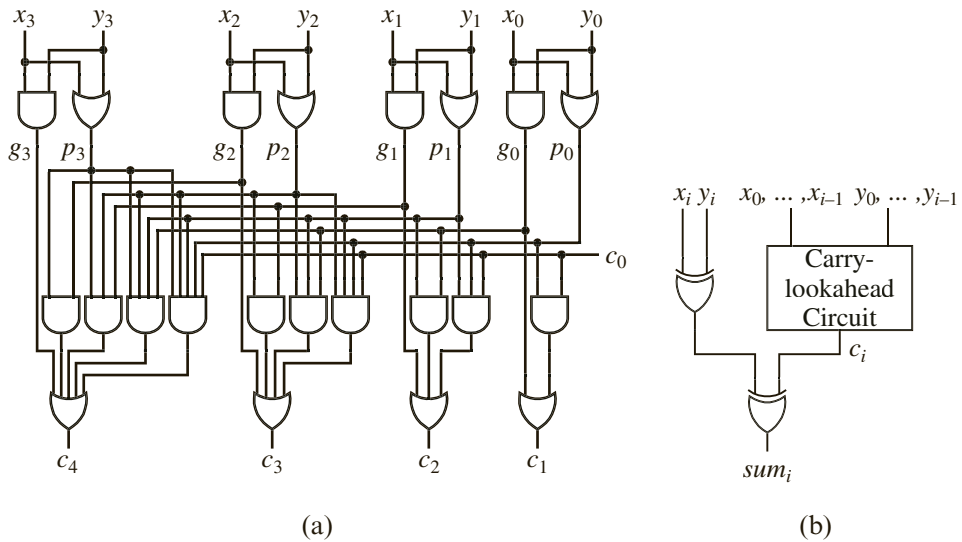 x3 y3 x2 y2 x1 y1 x0 y0
g3 p3 g2 p2 g1 p1 g0 p0
c0
c4 c3 c2 c1
(a)
xi yi x0, ... ,xi–1 y0, ... ,yi–1
Carry-
lookahead
Circuit
ci
sumi
(b)